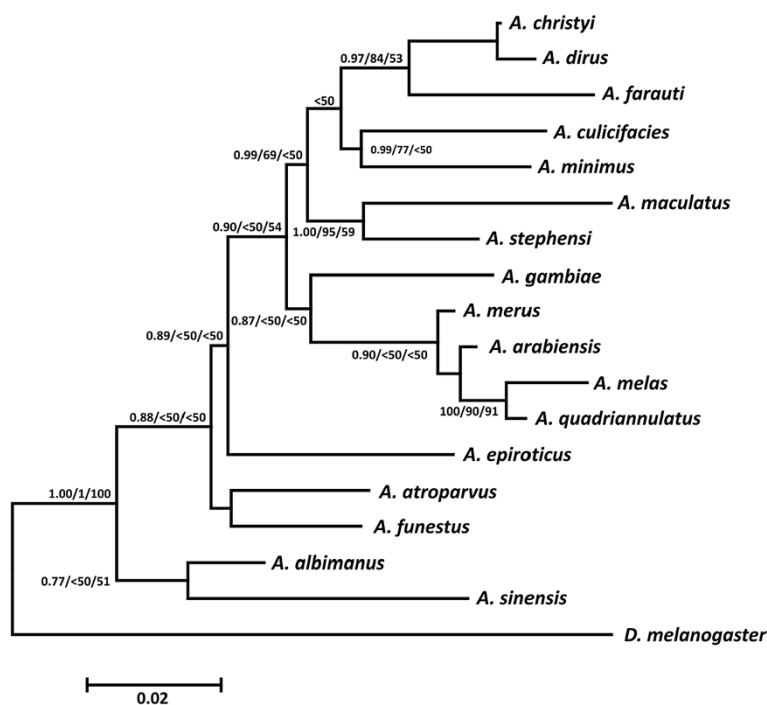 A. christyi
0.97/84/53
A. dirus
A. farauti
<50
A. culicifacies
0.99/77/<50
0.99/69/<50
A. minimus
A. maculatus
0.90/<50/54
1.00/95/59
A. stephensi
A. gambiae
A. merus
0.87/<50/<50
0.89/<50/<50
A. arabiensis
0.90/<50/<50
A. melas
100/90/91
0.88/<50/<50
A. quadriannulatus
A. epiroticus
1.00/1/100
A. atroparvus
A. funestus
A. albimanus
0.77/<50/51
A. sinensis
D. melanogaster
0.02